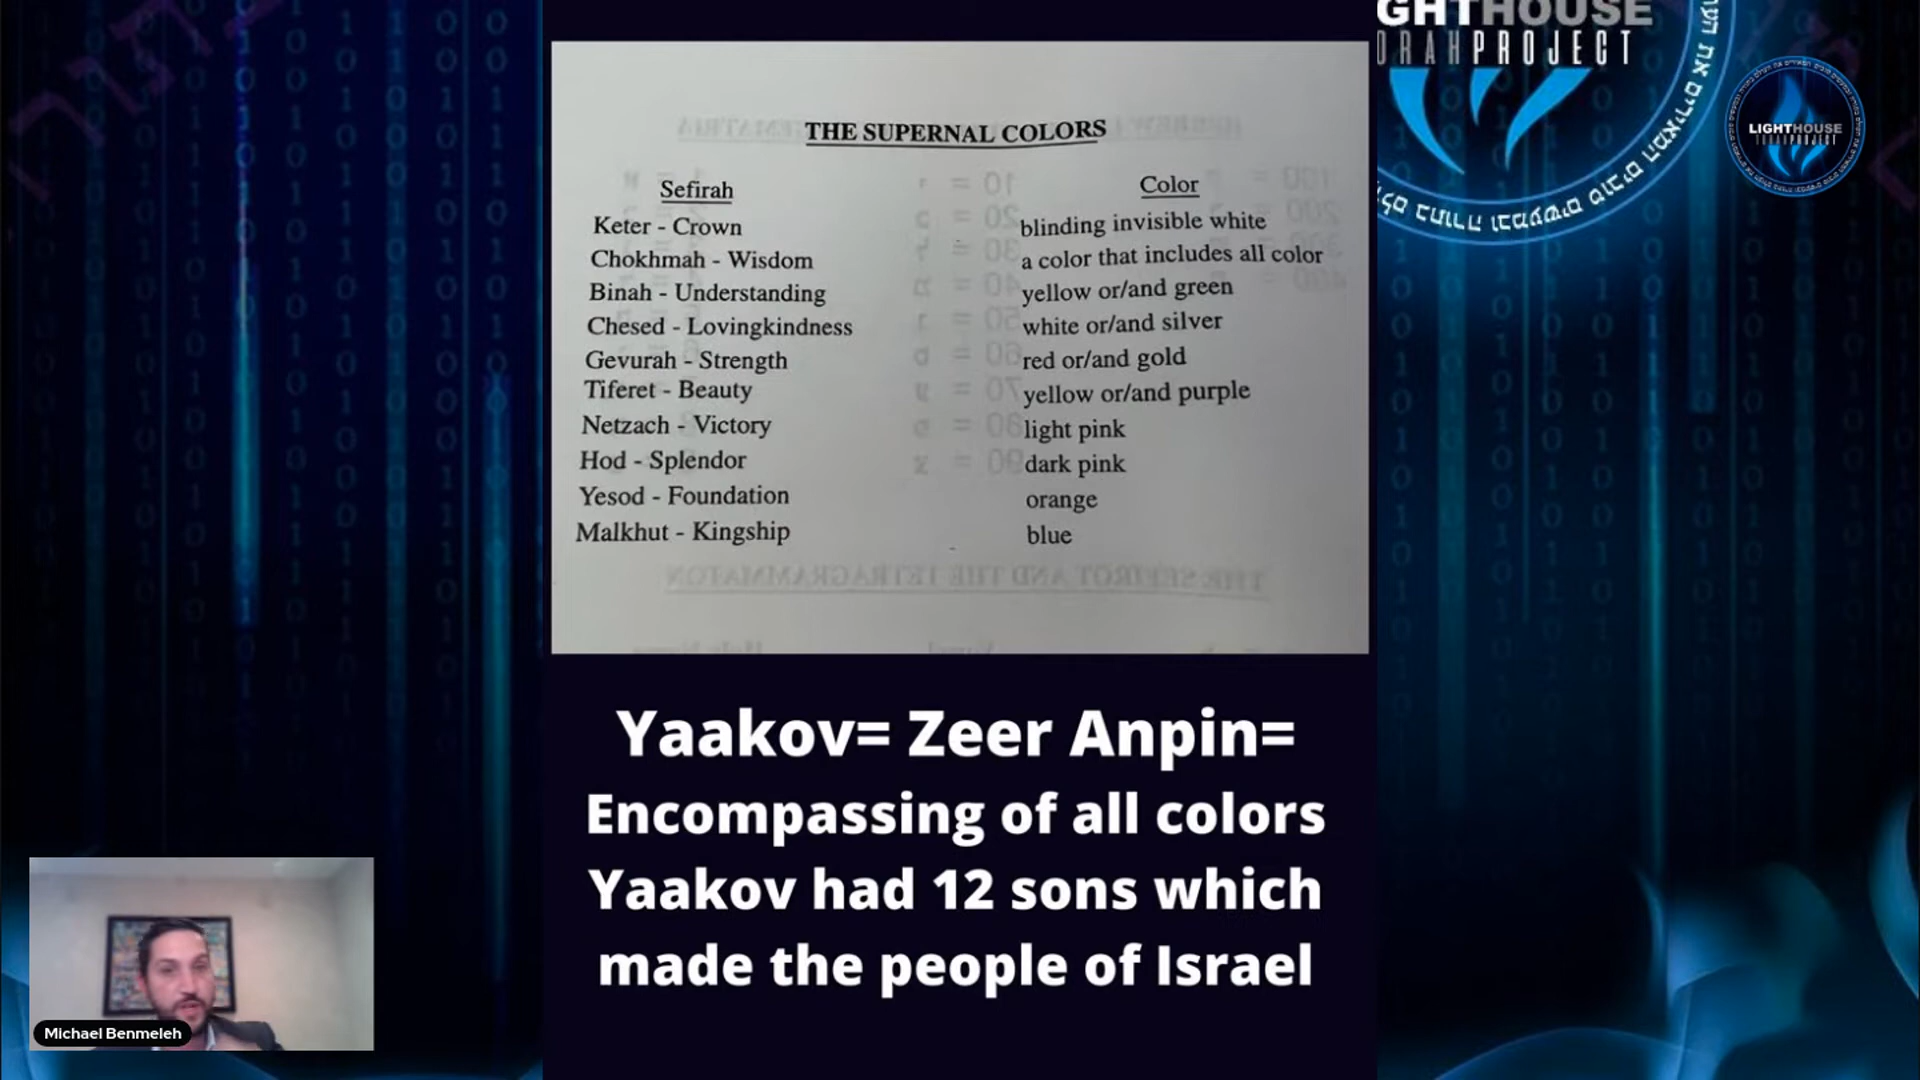 THE SUPERNAL COLORS
Sefirah Color
Keter - Crown blinding invisible white
Chokhmah - Wisdom a color that includes all color
Binah - Understanding yellow or/and green
Chesed - Lovingkindness white or/and silver
Gevurah - Strength red or/and gold
Tiferet - Beauty yellow or/and purple
Netzach - Victory light pink
Hod - Splendor dark pink
Yesod - Foundation orange
Malkhut - Kingship blue
Yaakov= Zeer Anpin=
Encompassing of all colors
Yaakov had 12 sons which
made the people of Israel
GHTHOUSE
ORAHPROJECT
LIGHTHOUSE
Michael Benmeleh